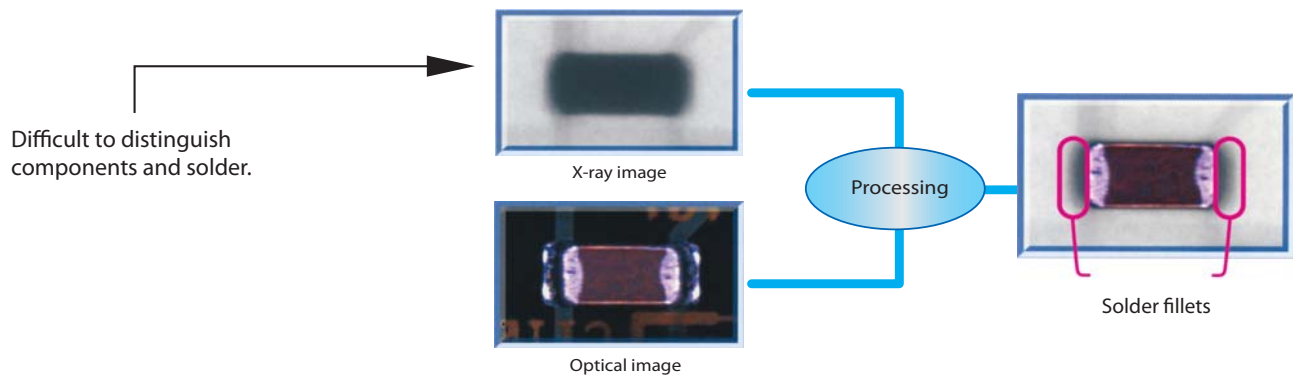 Difficult to distinguish
components and solder.
X-ray image
Processing
Optical image
Solder fillets